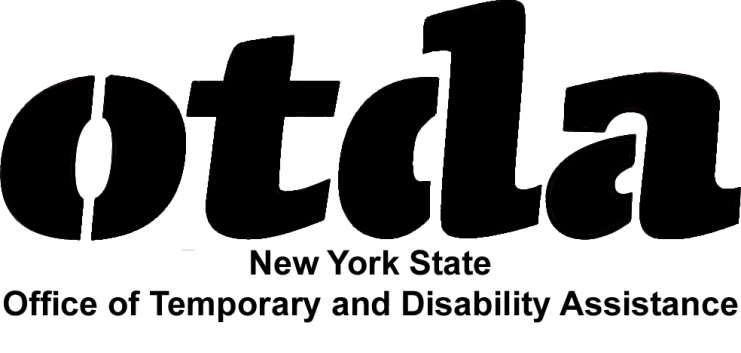 otda
New York State
Office of Temporary and Disability Assistance